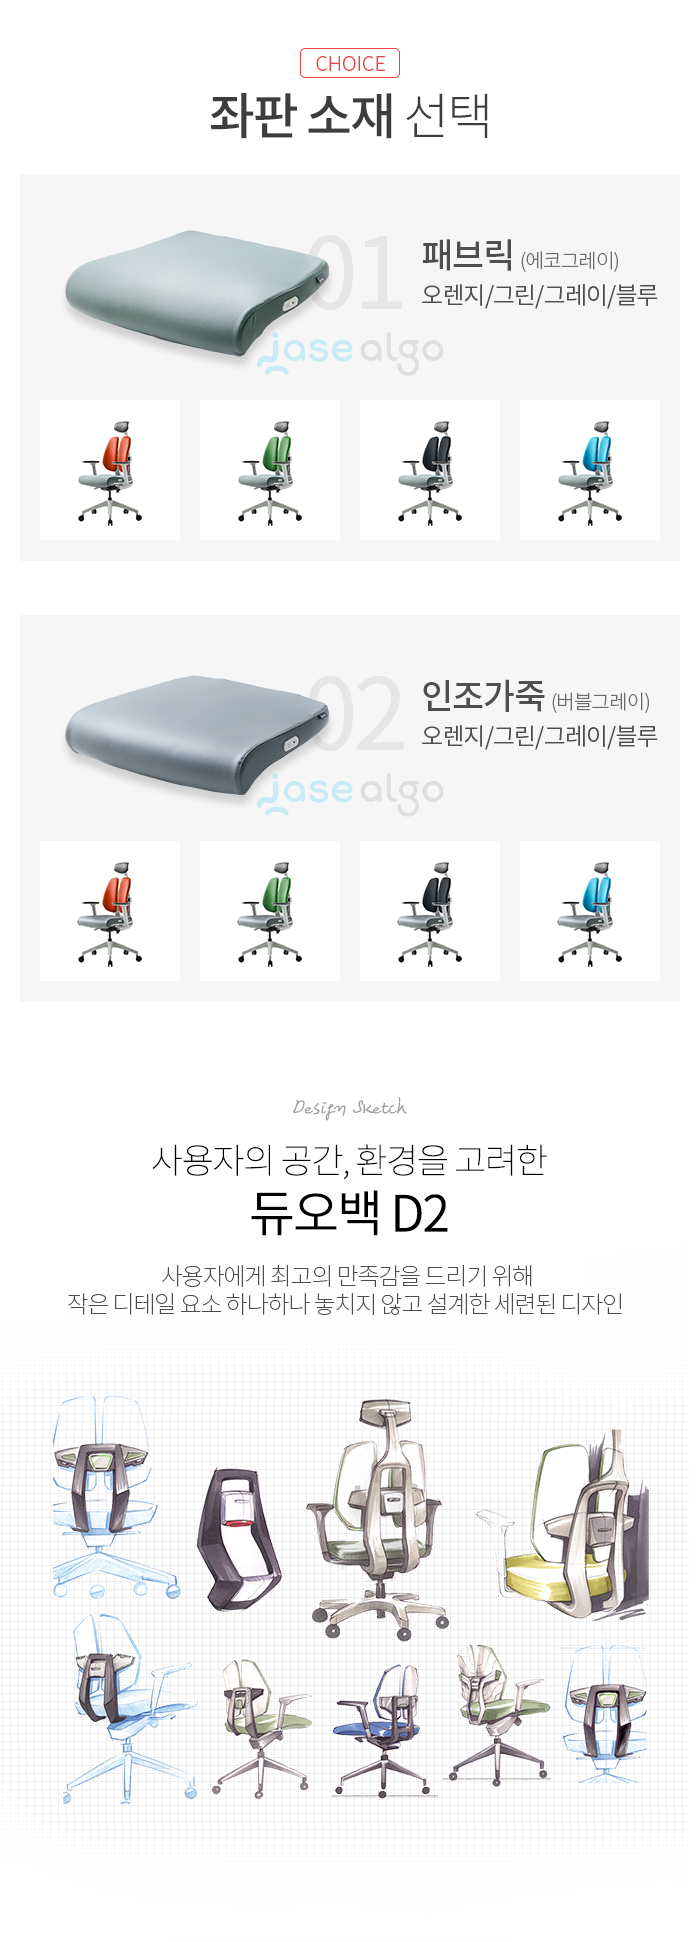 CHOICE
좌판 소재 선택
01
패브릭 (에코그레이)
오렌지/그린/그레이/블루
jase algo
02
인조가죽 (버블그레이)
오렌지/그린/그레이/블루
jase algo
Design Sketch
사용자의 공간, 환경을 고려한
듀오백 D2
사용자에게 최고의 만족감을 드리기 위해
작은 디테일 요소 하나하나 놓치지 않고 설계한 세련된 디자인